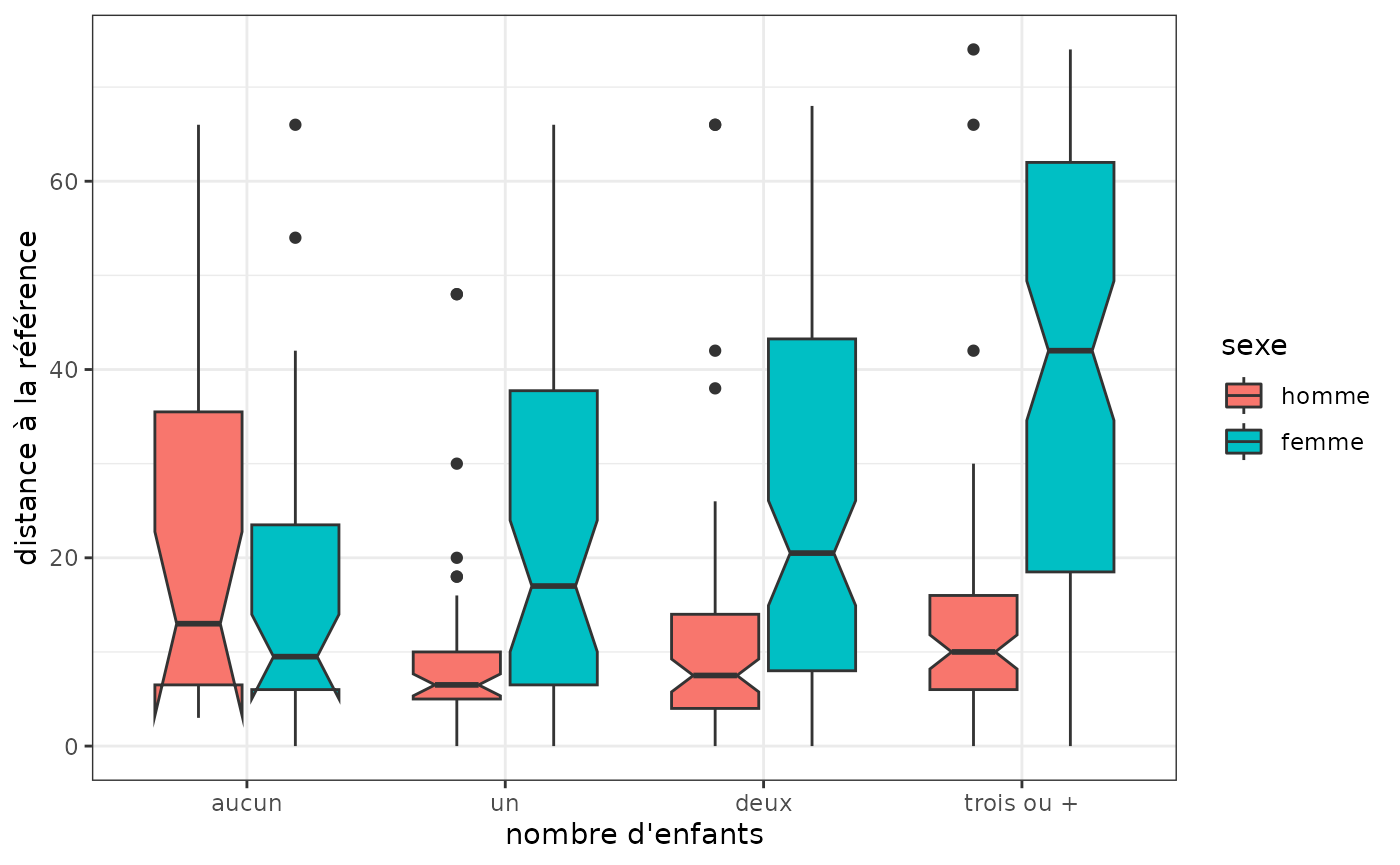 distance à la référence
60
40
20
0
aucun
un
deux
trois ou +
nombre d'enfants
sexe
homme
femme